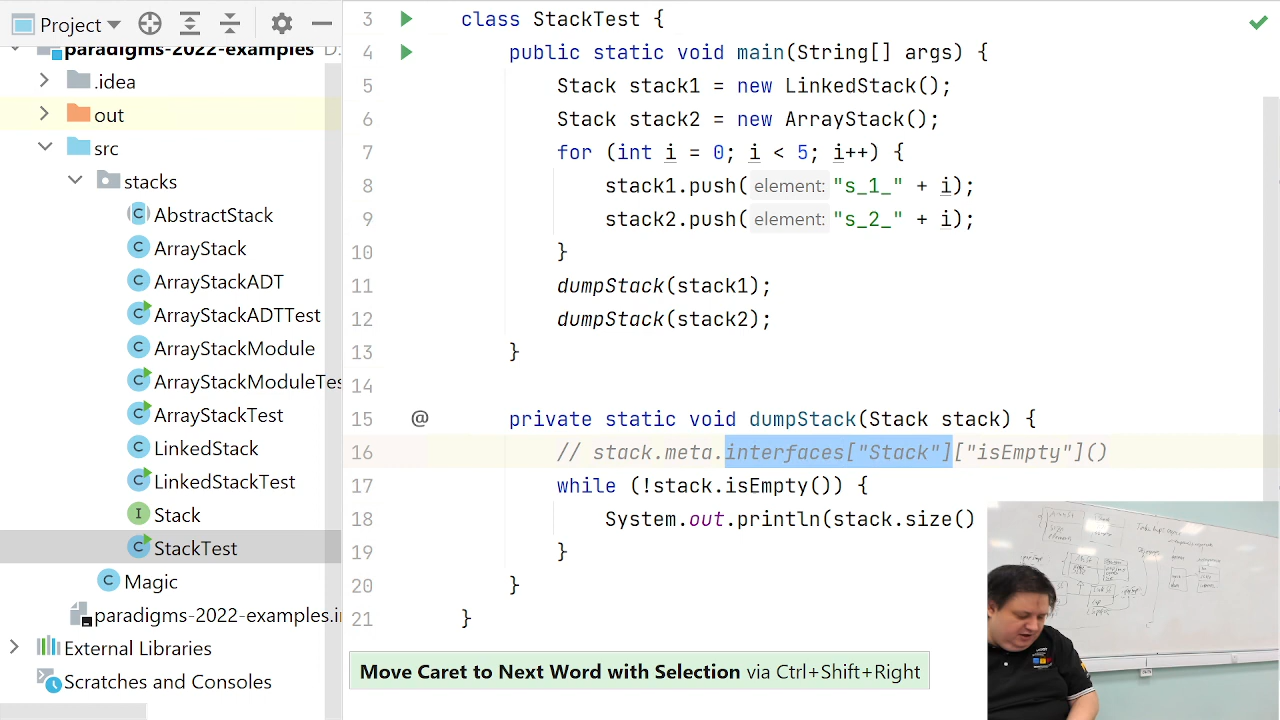 Project
paradigms-2022-examples
.idea
out
src
stacks
AbstractStack
ArrayStack
ArrayStackADT
ArrayStackADTTest
ArrayStackModule
ArrayStackModuleTes
ArrayStackTest
LinkedStack
LinkedStackTest
Stack
StackTest
Magic
paradigms-2022-examples.i
External Libraries
Scratches and Consoles
3 class StackTest {
4 public static void main(String[] args) {
5 Stack stack1 = new LinkedStack();
6 Stack stack2 = new ArrayStack();
7 for (int i = 0; i < 5; i++) {
8 stack1.push( element: "s_1_" + i);
9 stack2.push( element: "s_2_" + i);
10 }
11 dumpStack(stack1);
12 dumpStack(stack2);
13 }
14
15 @ private static void dumpStack(Stack stack) {
16 // stack.meta.interfaces["Stack"]["isEmpty"]()
17 while (!stack.isEmpty()) {
18 System.out.println(stack.size()
19 }
20 }
21 }
Move Caret to Next Word with Selection via Ctrl+Shift+Right